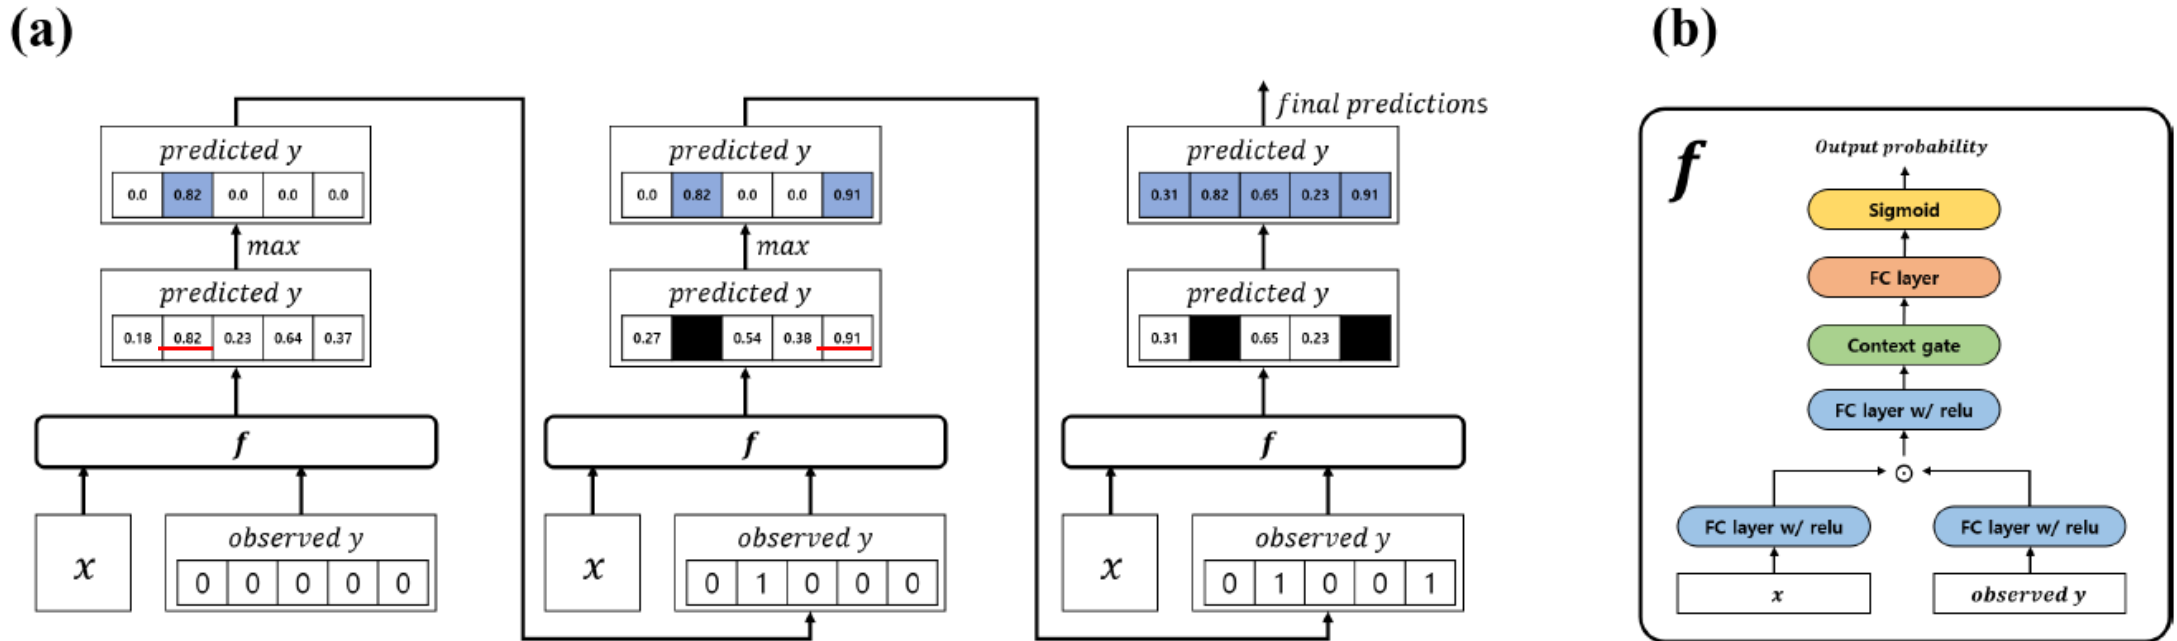 (a)
predicted y
0.0 0.82 0.0 0.0 0.0
max
predicted y
0.18 0.82 0.23 0.64 0.37
f
x
observed y
0 0 0 0 0
predicted y
0.0 0.82 0.0 0.0 0.91
max
predicted y
0.27 0.54 0.38 0.91
f
x
observed y
0 1 0 0 0
final predictions
predicted y
0.31 0.82 0.65 0.23 0.91
predicted y
0.31 0.65 0.23
f
x
observed y
0 1 0 0 1
(b)
f
Output probability
Sigmoid
FC layer
Context gate
FC layer w/ relu
FC layer w/ relu
FC layer w/ relu
x
observed y